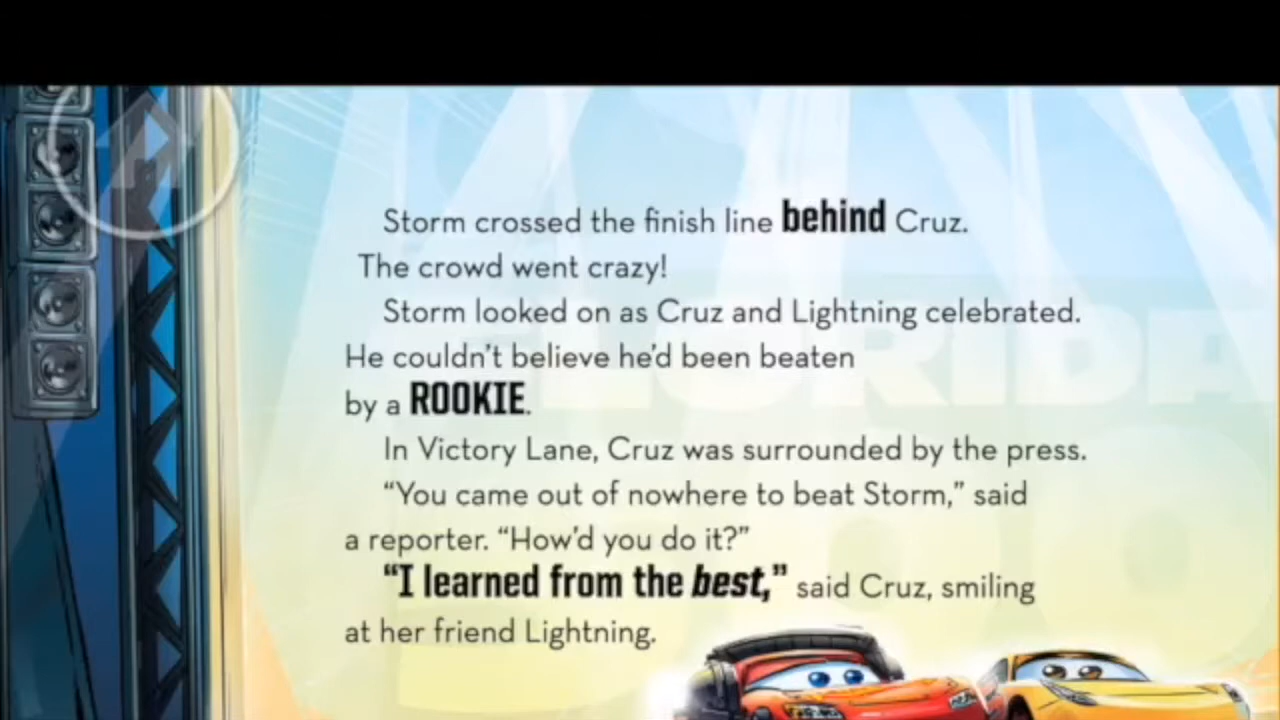 Storm crossed the finish line behind Cruz.
The crowd went crazy!
Storm looked on as Cruz and Lightning celebrated.
He couldn't believe he'd been beaten
by a ROOKIE.
In Victory Lane, Cruz was surrounded by the press.
“You came out of nowhere to beat Storm,” said
a reporter. “How'd you do it?”
“I learned from the best,” said Cruz, smiling
at her friend Lightning.
FLORIDA
500